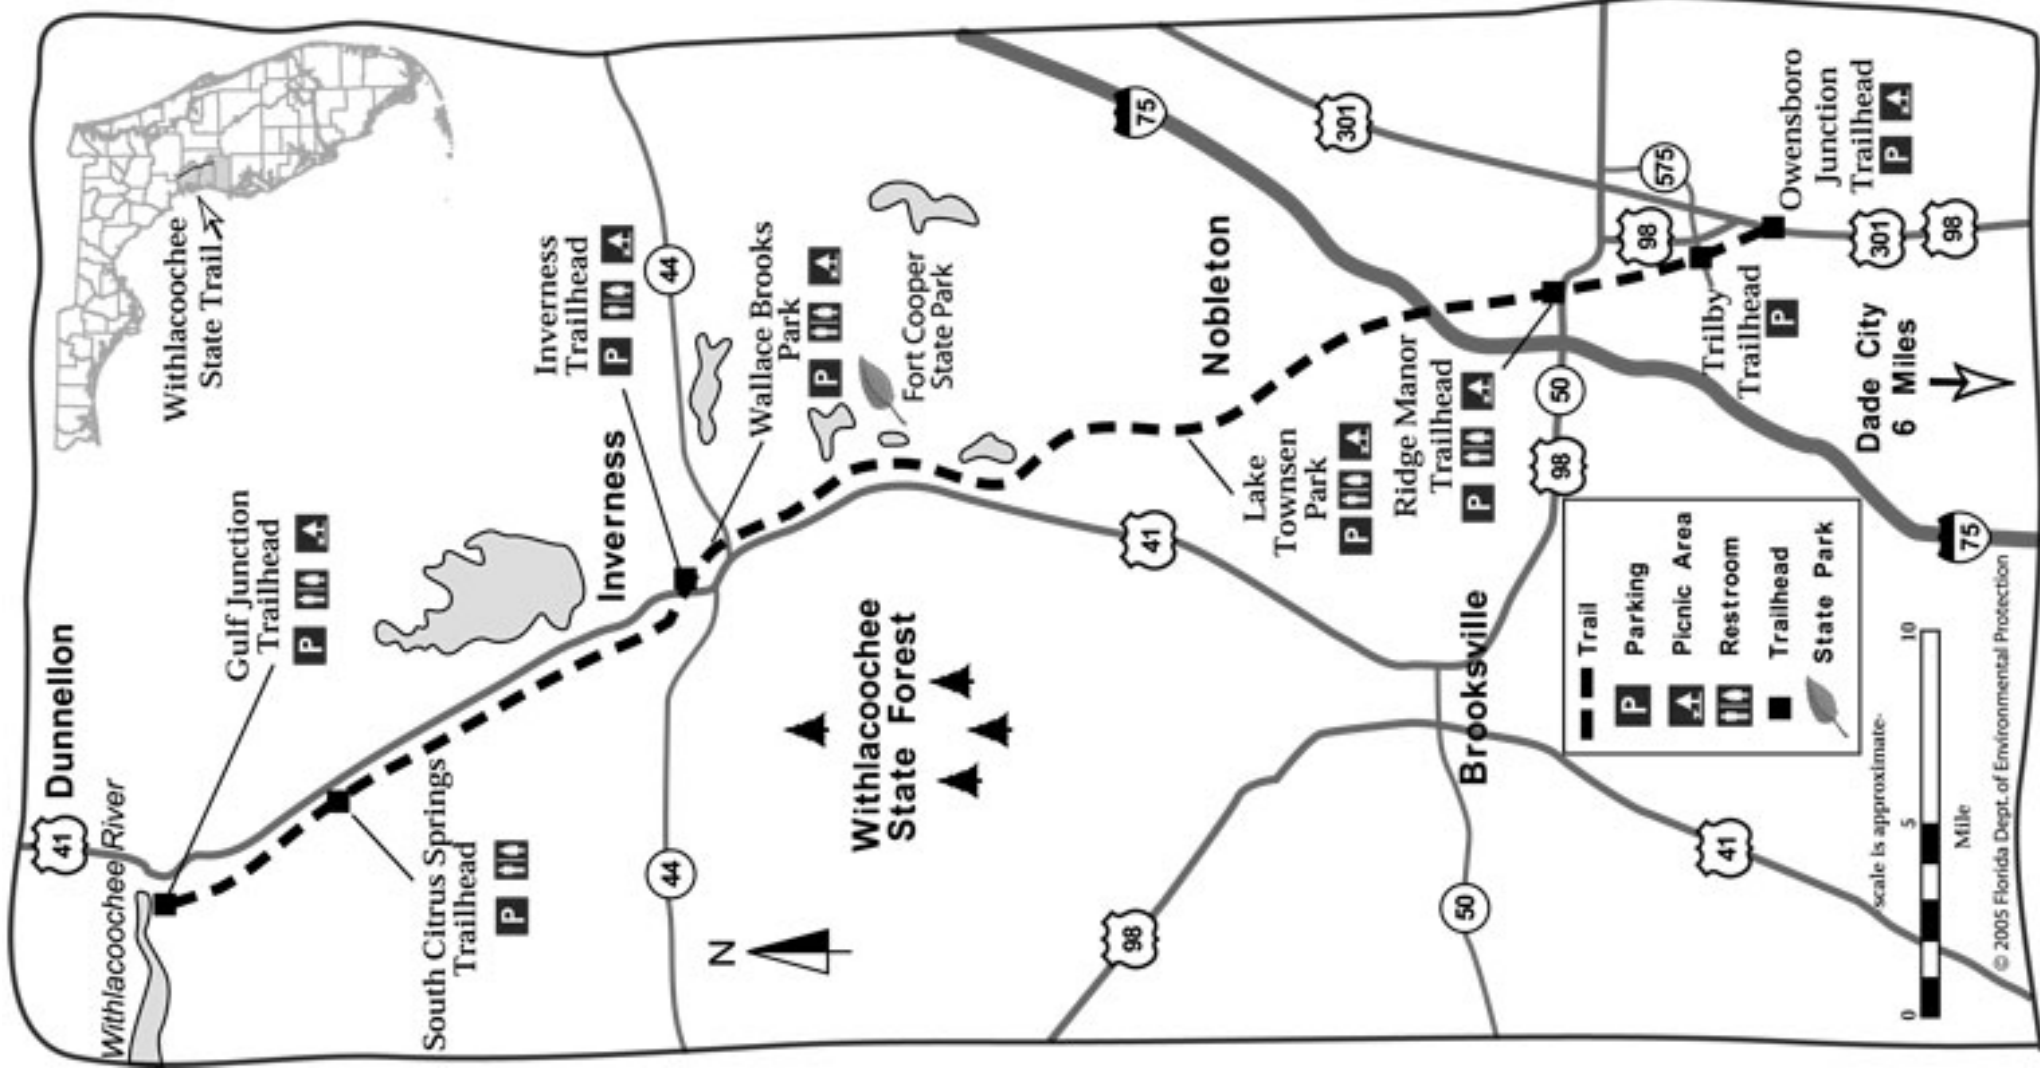 Withlacoochee
State Trail
41
Dunnellon
Withlacoochee River
Gulf Junction
Trailhead
P
South Citrus Springs
Trailhead
P
Inverness
Inverness
Trailhead
P
44
44
Wallace Brooks
Park
P
Fort Cooper
State Park
N
Withlacoochee
State Forest
75
301
41
98
Nobleton
Lake
Townsen
Park
P
Ridge Manor
Trailhead
P
50
98
Brooksville
50
575
98
Trilby
Trailhead
P
Owensboro
Junction
Trailhead
P
301
98
Dade City
6 Miles
41
75
Trail
P Parking
Picnic Area
Restroom
Trailhead
State Park
-scale is approximate-
0 5 10
Mile
© 2005 Florida Dept. of Environmental Protection